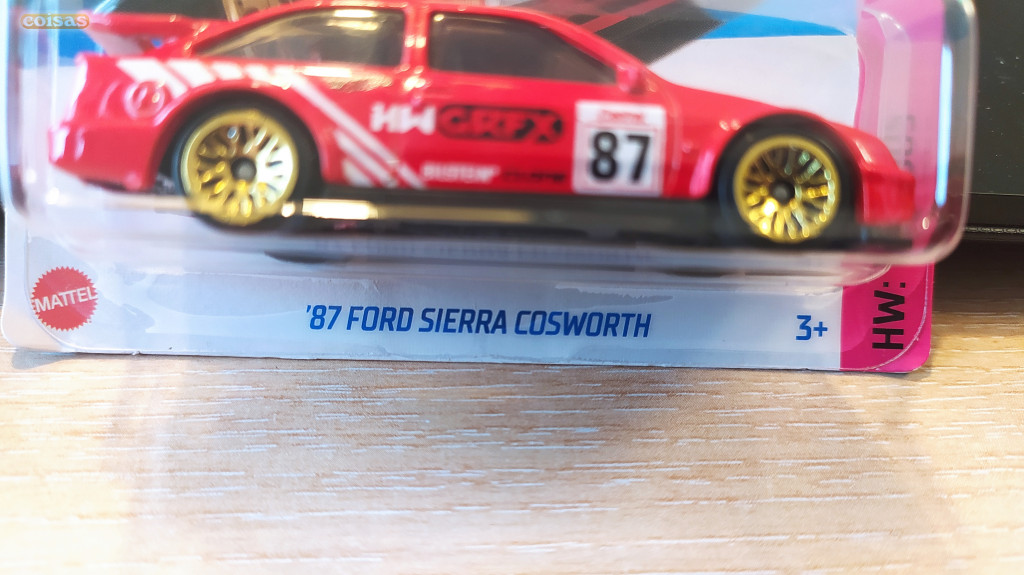 coisas
HW GRFX
87
MATTEL
'87 FORD SIERRA COSWORTH
3+
HW: